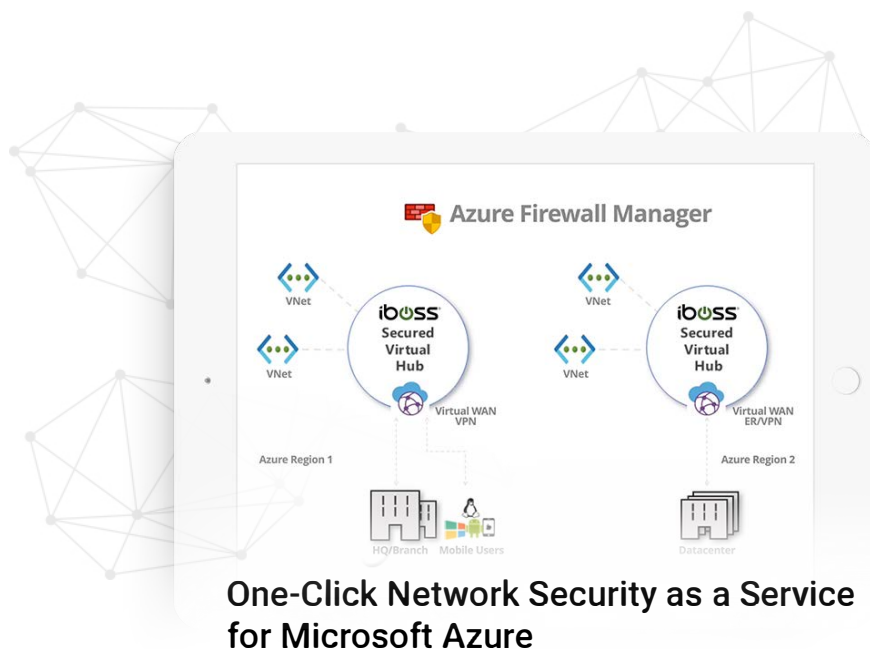 Azure Firewall Manager
VNet
VNet
iboss
Secured
Virtual
Hub
Virtual WAN
VPN
Azure Region 1
HQ/Branch
Mobile Users
VNet
VNet
iboss
Secured
Virtual
Hub
Virtual WAN
ER/VPN
Azure Region 2
Datacenter
One-Click Network Security as a Service
for Microsoft Azure